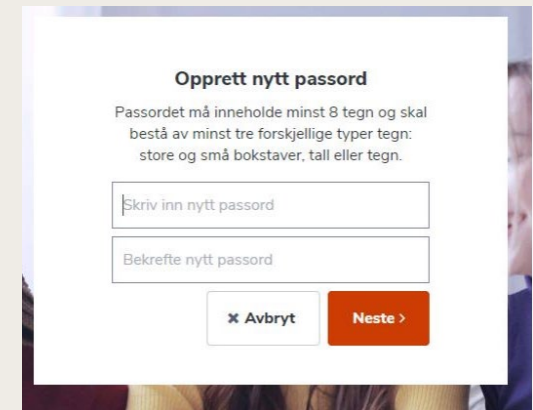 Opprett nytt passord
Passordet må inneholde minst 8 tegn og skal
bestå av minst tre forskjellige typer tegn:
store og små bokstaver, tall eller tegn.
Skriv inn nytt passord
Bekrefte nytt passord
✖ Avbryt Neste ›